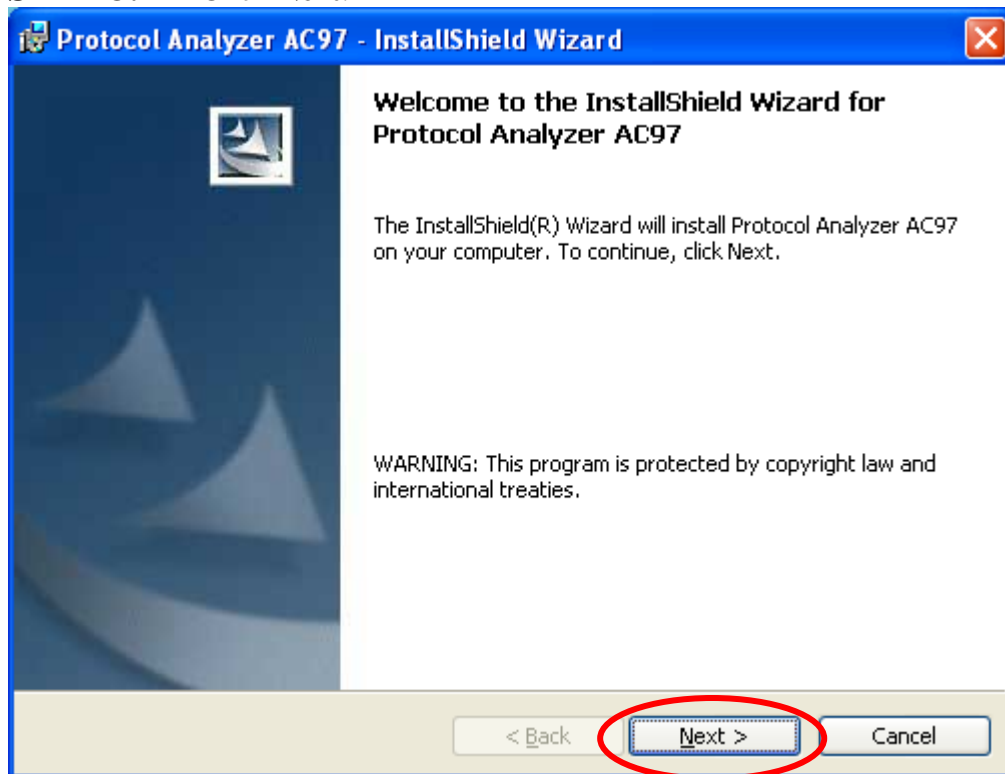 Protocol Analyzer AC97 - InstallShield Wizard
Welcome to the InstallShield Wizard for
Protocol Analyzer AC97
The InstallShield(R) Wizard will install Protocol Analyzer AC97
on your computer. To continue, click Next.
WARNING: This program is protected by copyright law and
international treaties.
< Back
Next >
Cancel